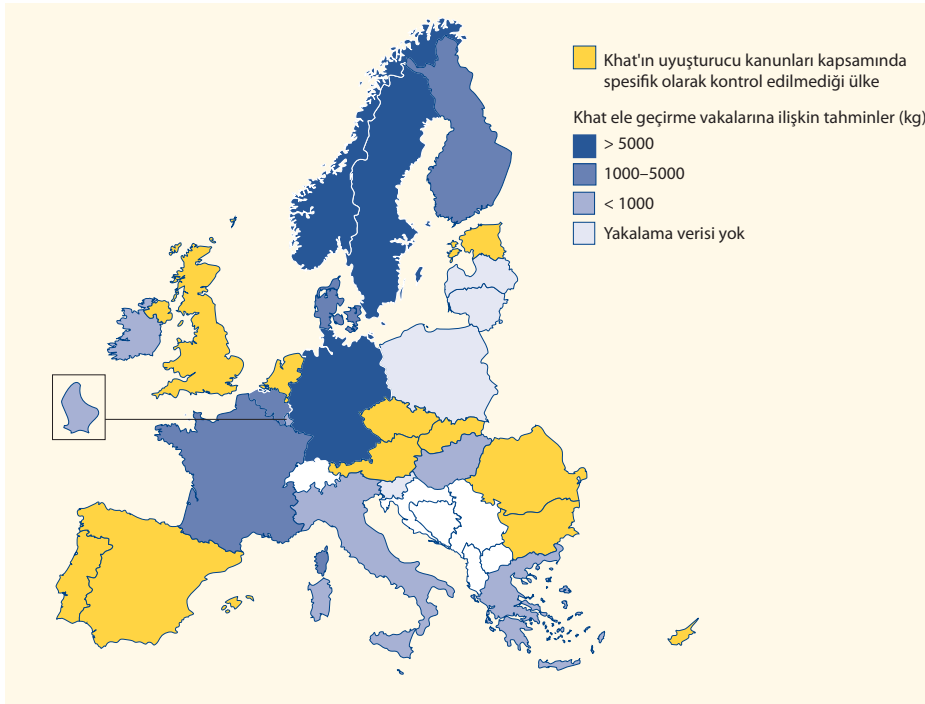 Khat'ın uyuşturucu kanunları kapsamında
spesifik olarak kontrol edilmediği ülke
Khat ele geçirme vakalarına ilişkin tahminler (kg)
> 5000
1000–5000
< 1000
Yakalama verisi yok